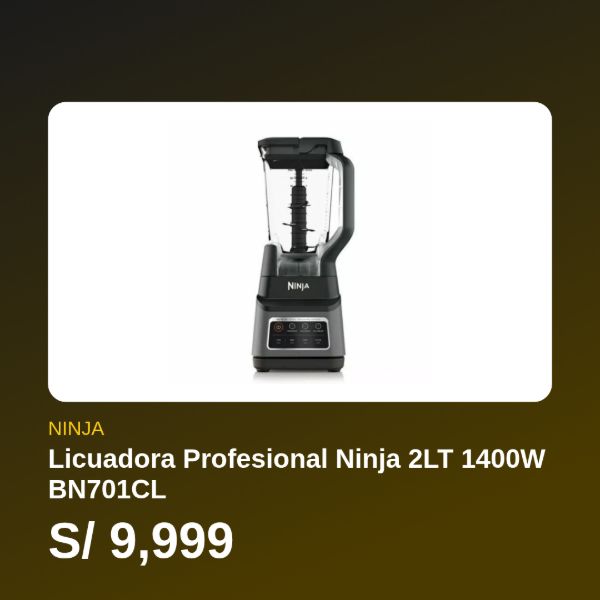 NINJA
NINJA
Licuadora Profesional Ninja 2LT 1400W
BN701CL
S/ 9,999